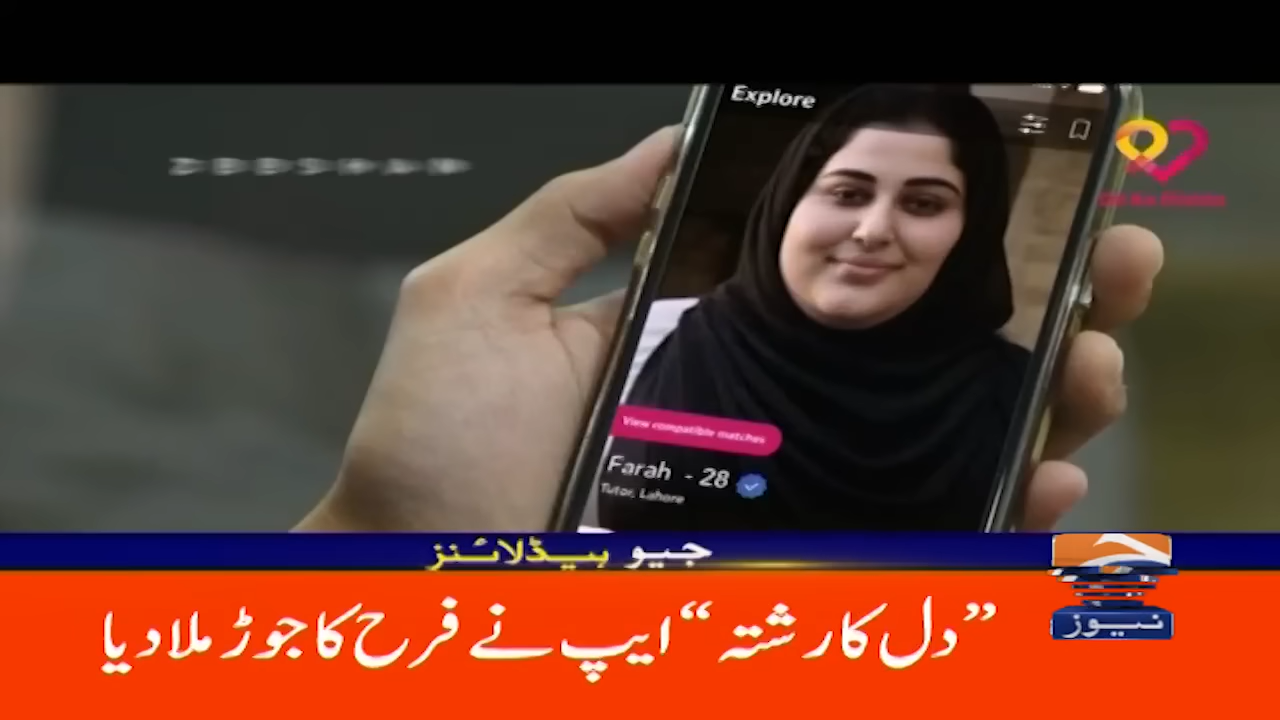 Explore
View compatible matches
Farah - 28
Tutor, Lahore
جیو ہیڈلائنز
نیوز
”دل کا رشتہ“ ایپ نے فرح کا جوڑ ملا دیا